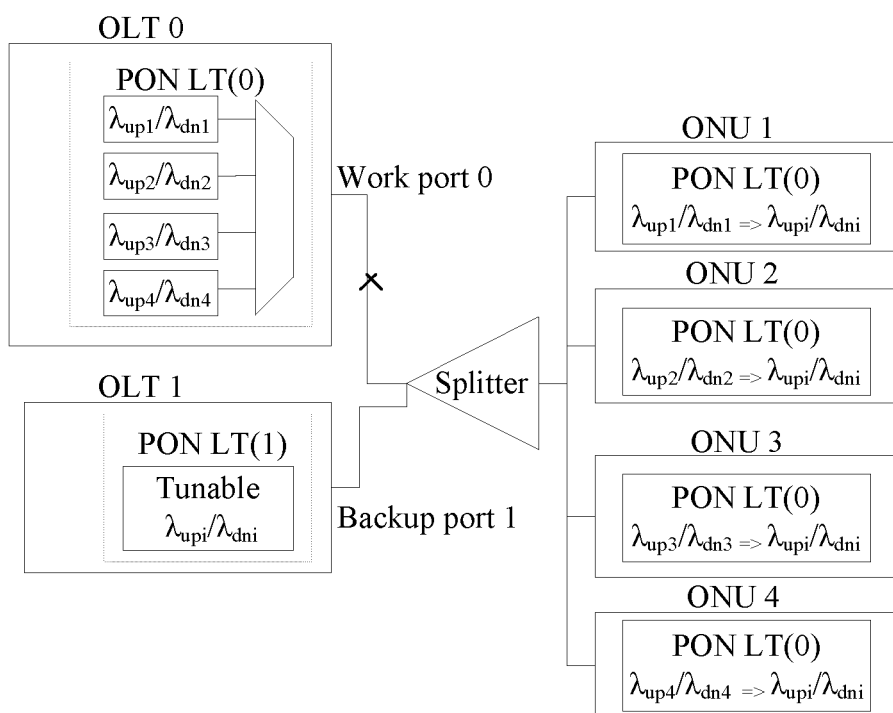 OLT 0
PON LT(0)
λup1/λdn1
λup2/λdn2
λup3/λdn3
λup4/λdn4
Work port 0
OLT 1
PON LT(1)
Tunable
λupi/λdni
Backup port 1
Splitter
ONU 1
PON LT(0)
λup1/λdn1 => λupi/λdni
ONU 2
PON LT(0)
λup2/λdn2 => λupi/λdni
ONU 3
PON LT(0)
λup3/λdn3 => λupi/λdni
ONU 4
PON LT(0)
λup4/λdn4 => λupi/λdni